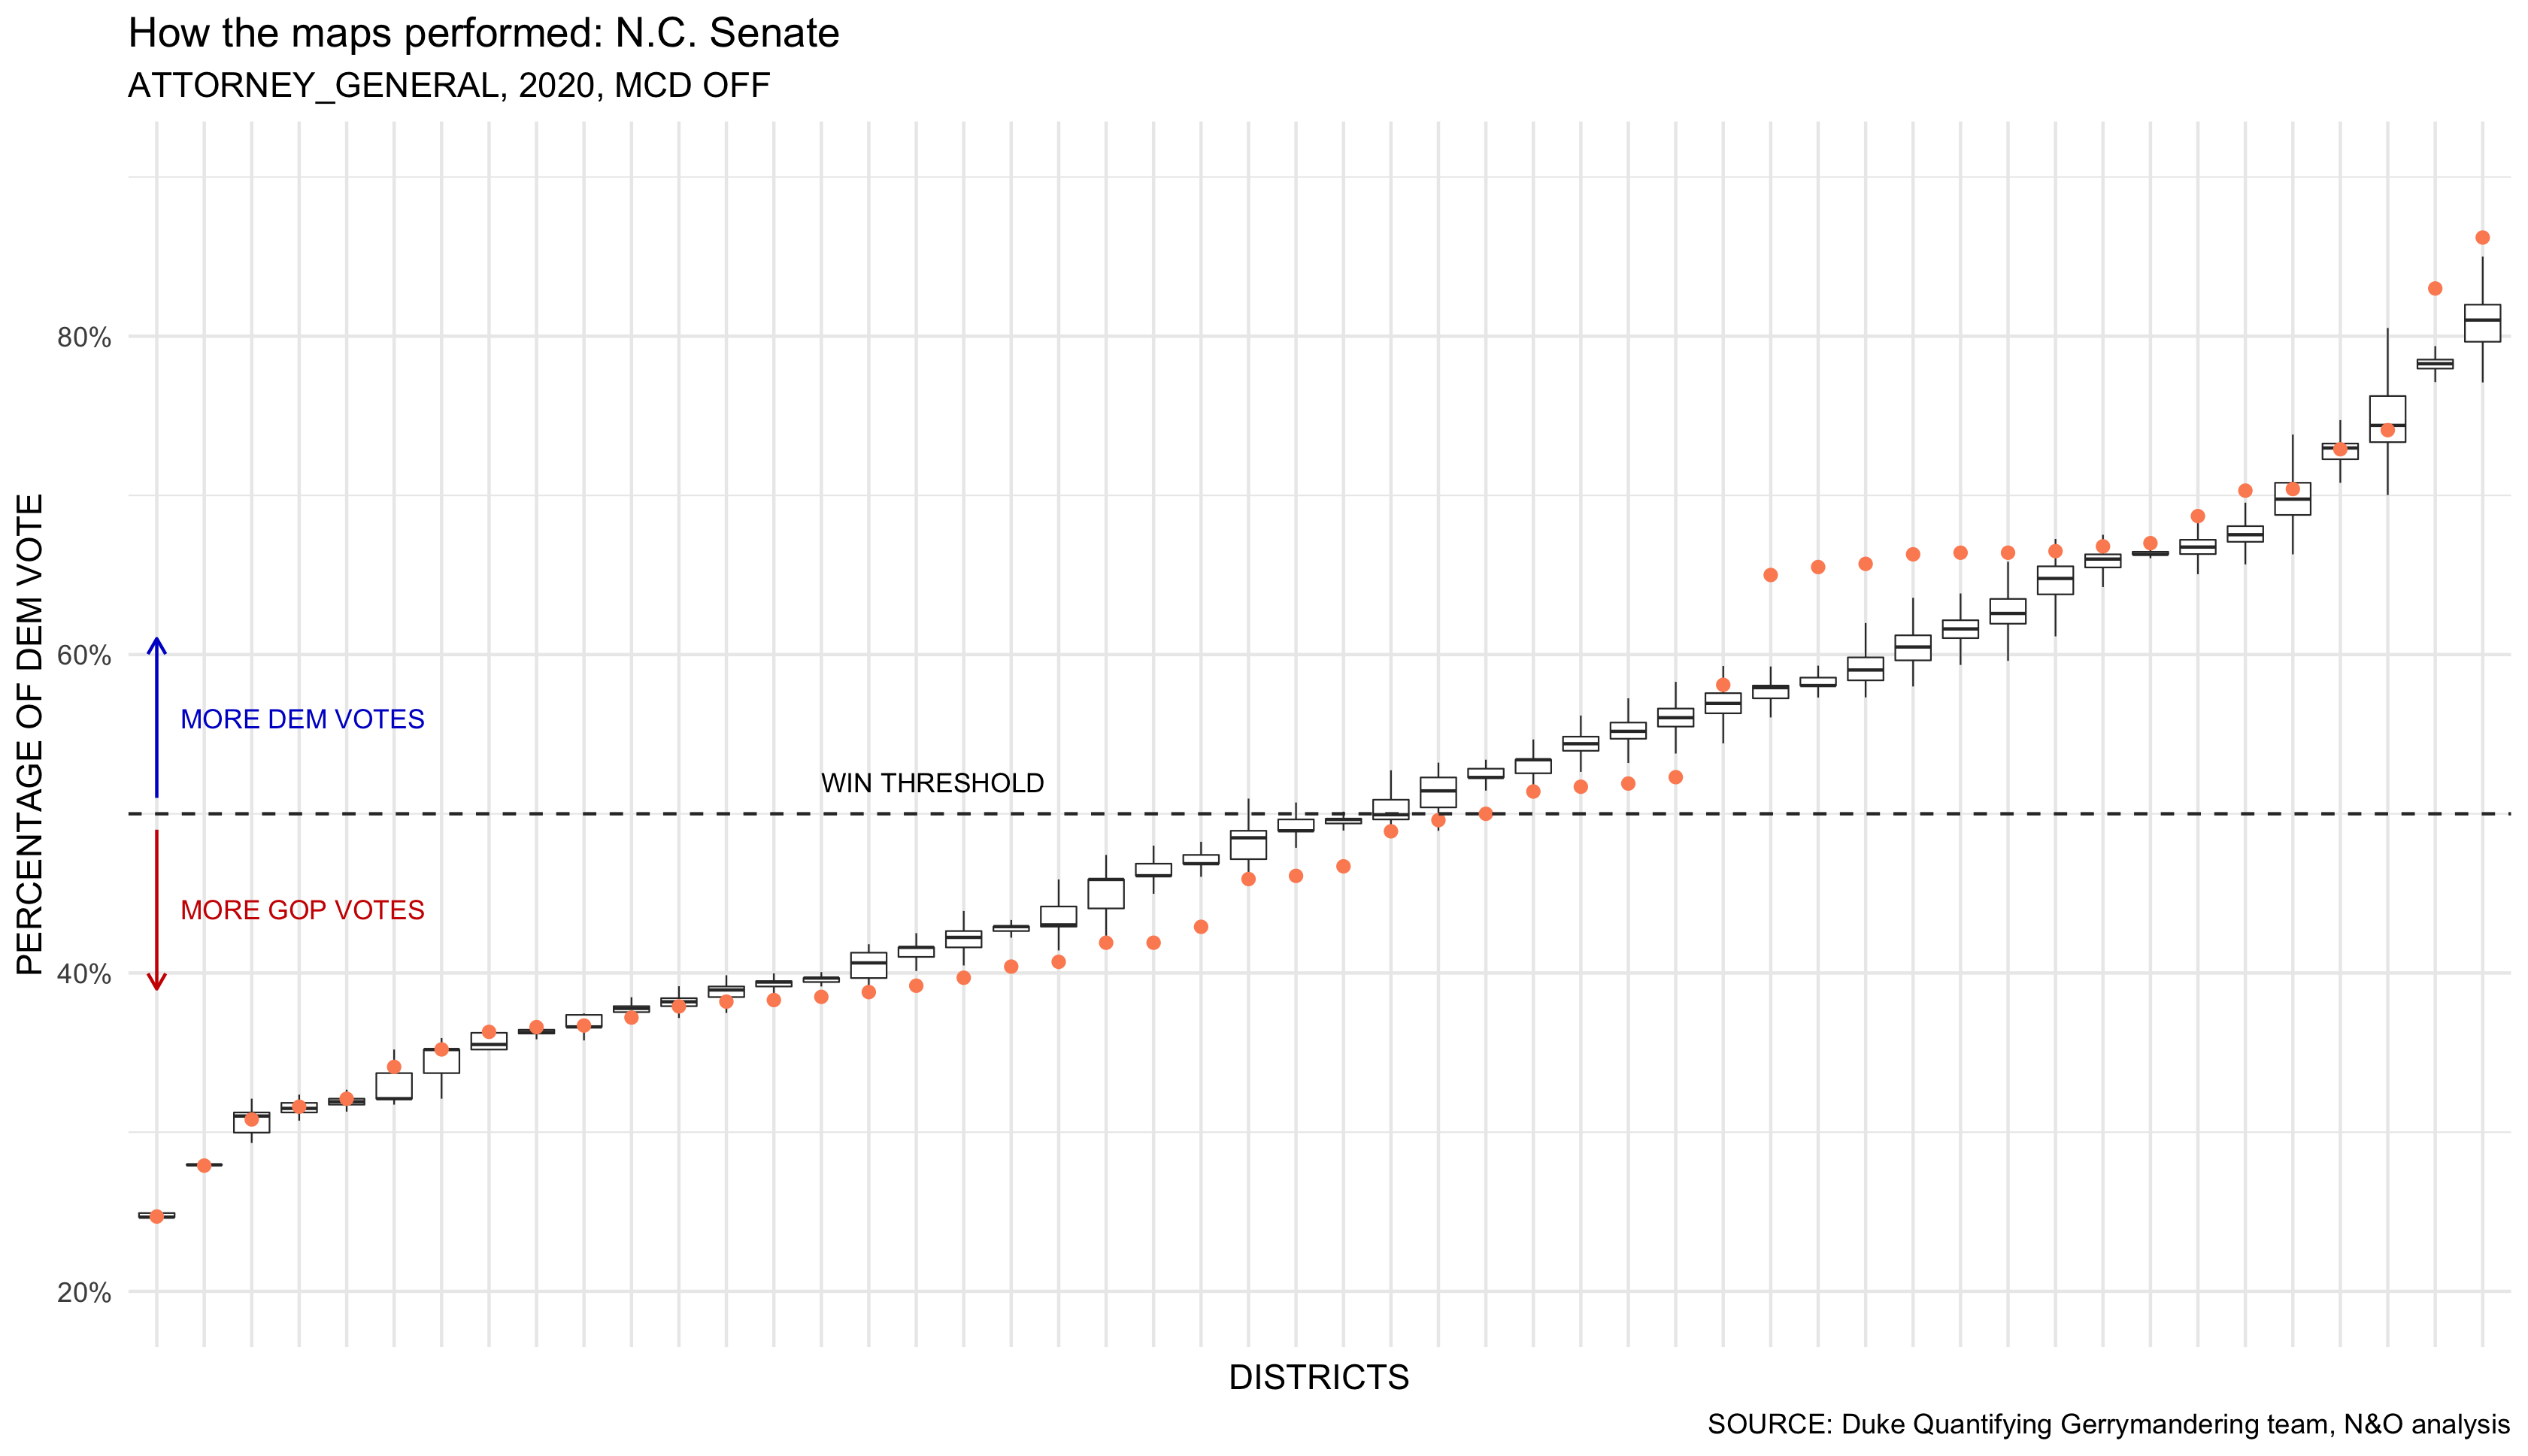 How the maps performed: N.C. Senate
ATTORNEY_GENERAL, 2020, MCD OFF
PERCENTAGE OF DEM VOTE
80%
60%
40%
20%
MORE DEM VOTES
WIN THRESHOLD
MORE GOP VOTES
DISTRICTS
SOURCE: Duke Quantifying Gerrymandering team, N&O analysis